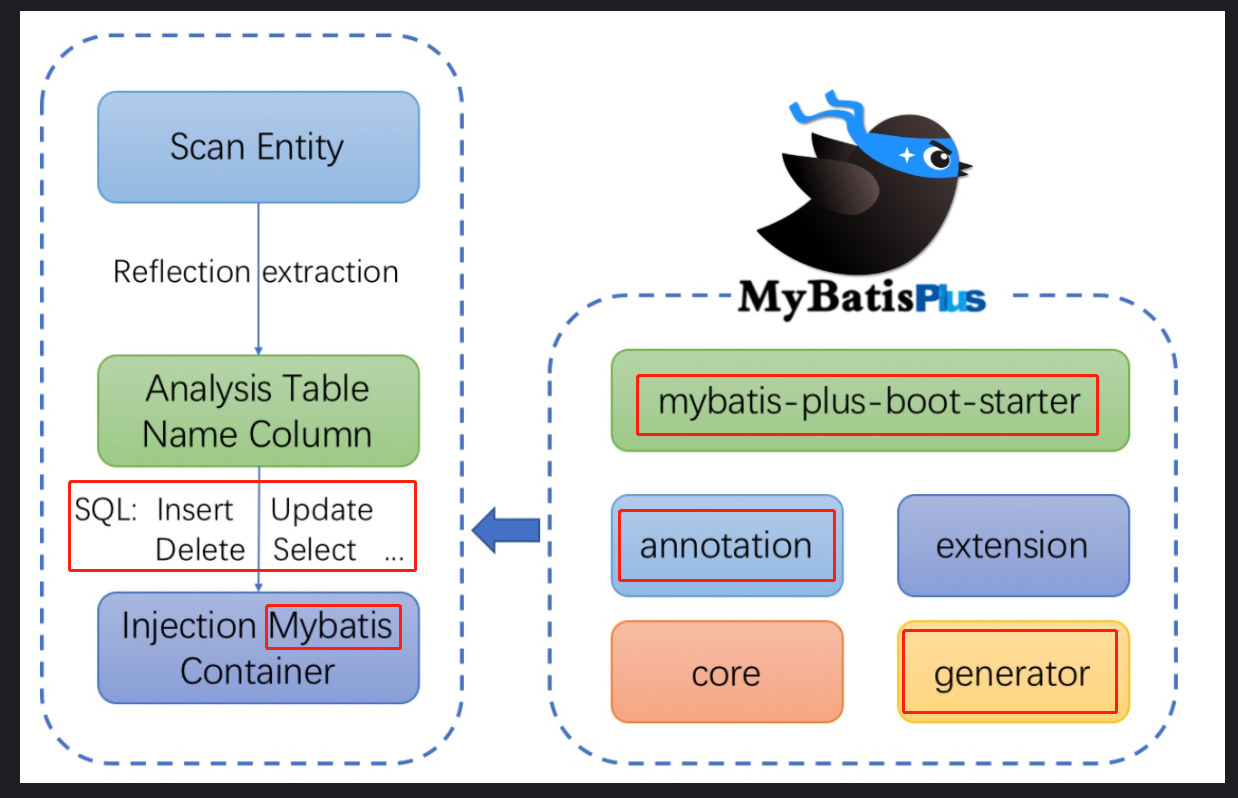 Scan Entity
Reflection extraction
Analysis Table
Name Column
SQL: Insert Update
Delete Select ...
Injection Mybatis
Container
MyBatisPlus
mybatis-plus-boot-starter
annotation extension
core generator